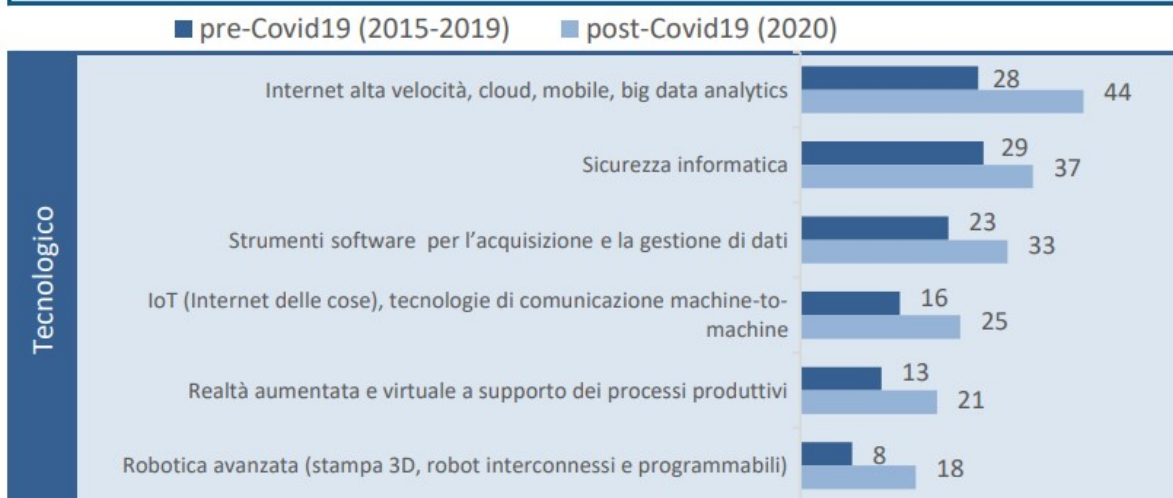 pre-Covid19 (2015-2019) post-Covid19 (2020)
Tecnologico
Internet alta velocità, cloud, mobile, big data analytics
28
44
Sicurezza informatica
29
37
Strumenti software per l’acquisizione e la gestione di dati
23
33
IoT (Internet delle cose), tecnologie di comunicazione machine-to-
machine
16
25
Realtà aumentata e virtuale a supporto dei processi produttivi
13
21
Robotica avanzata (stampa 3D, robot interconnessi e programmabili)
8
18